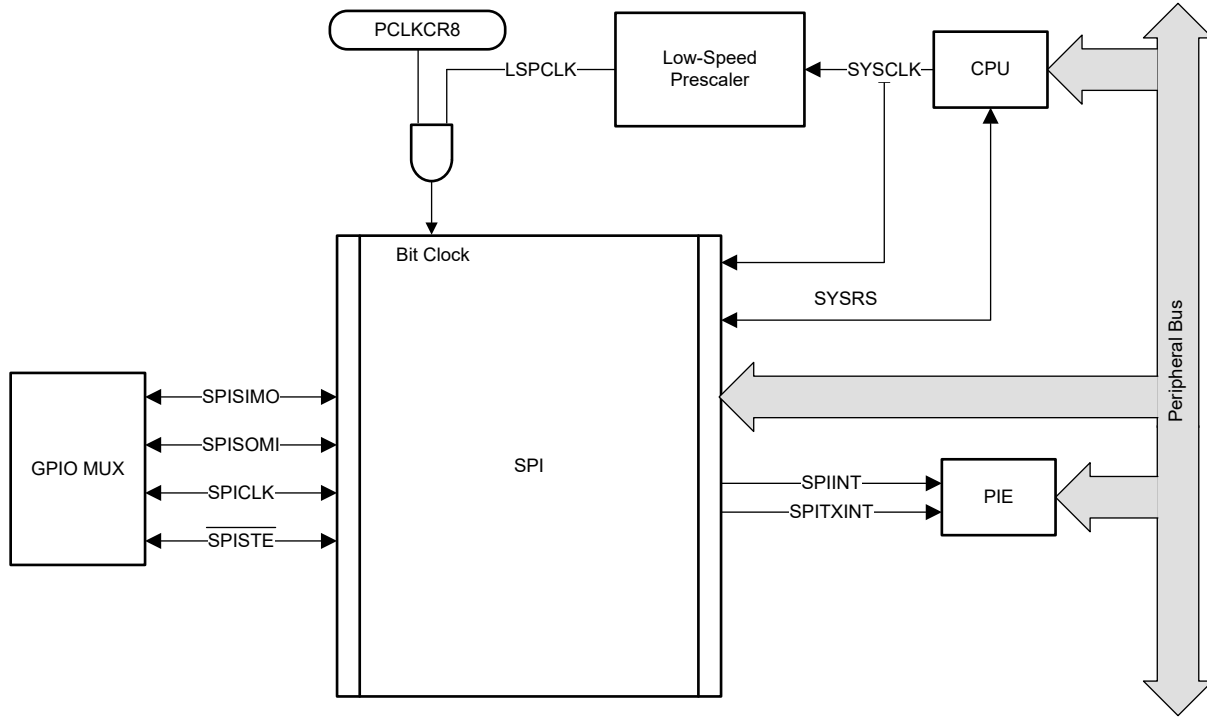 PCLKCR8
LSPCLK
Low-Speed
Prescaler
SYSCLK
CPU
Bit Clock
SYSRS
Peripheral Bus
GPIO MUX
SPISIMO
SPISOMI
SPICLK
SPISTE
SPI
SPIINT
SPITXINT
PIE